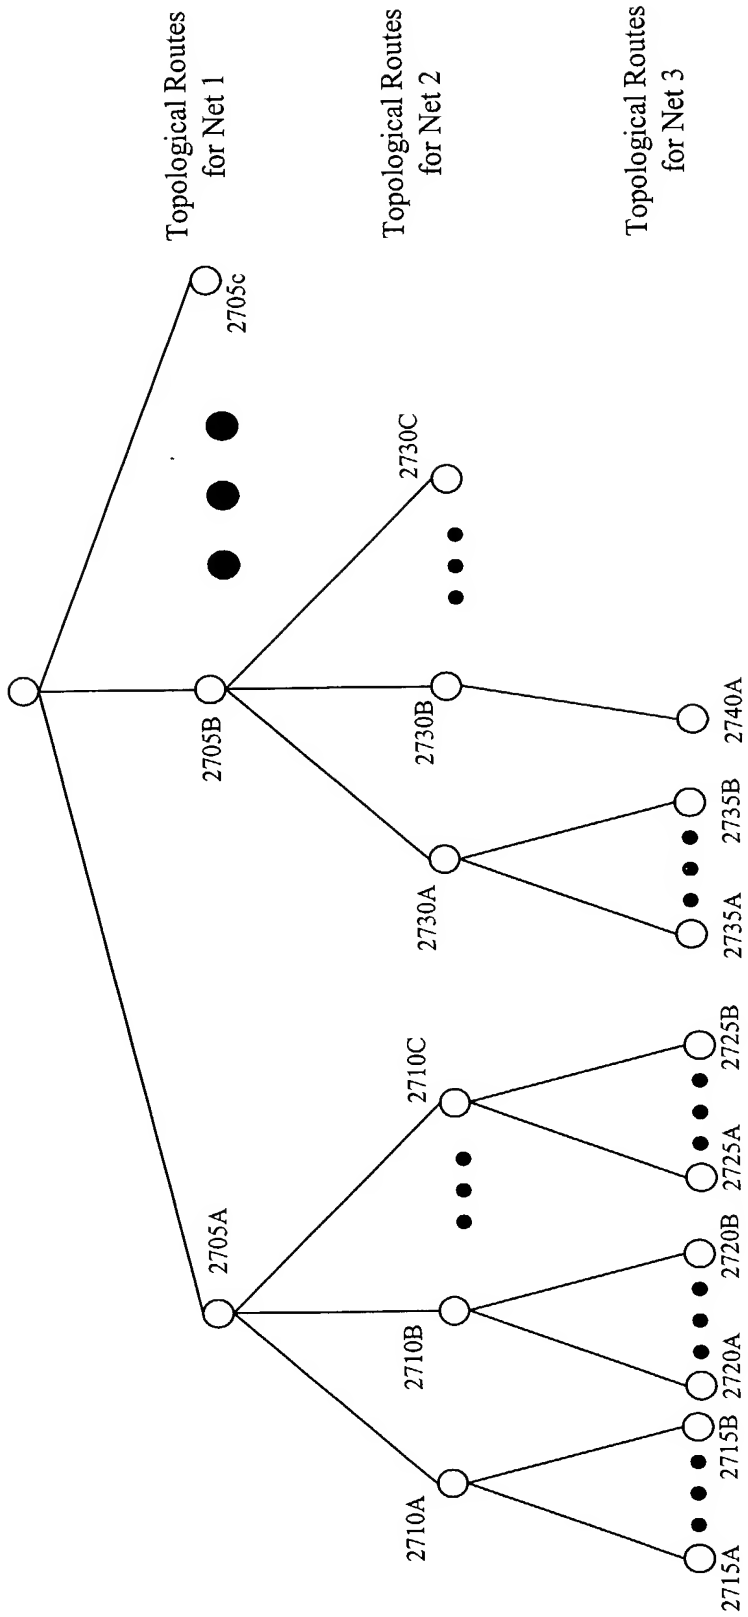 Topological Routes
for Net 1
2705A
2705B
2705c
Topological Routes
for Net 2
2710A
2710B
2710C
2730A
2730B
2730C
Topological Routes
for Net 3
2715A
2715B
2720A
2720B
2725A
2725B
2735A
2735B
2740A